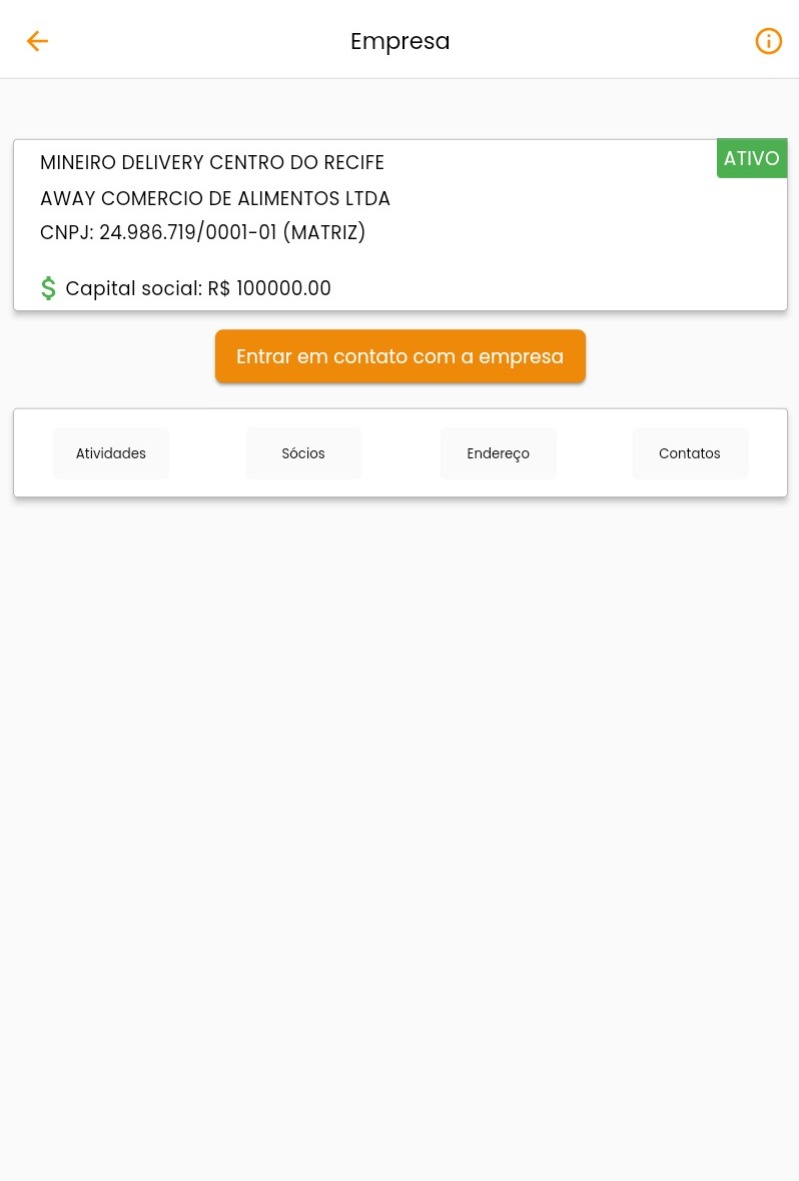 Empresa
MINEIRO DELIVERY CENTRO DO RECIFE
ATIVO
AWAY COMERCIO DE ALIMENTOS LTDA
CNPJ: 24.986.719/0001-01 (MATRIZ)
$ Capital social: R$ 100000.00
Entrar em contato com a empresa
Atividades Sócios Endereço Contatos